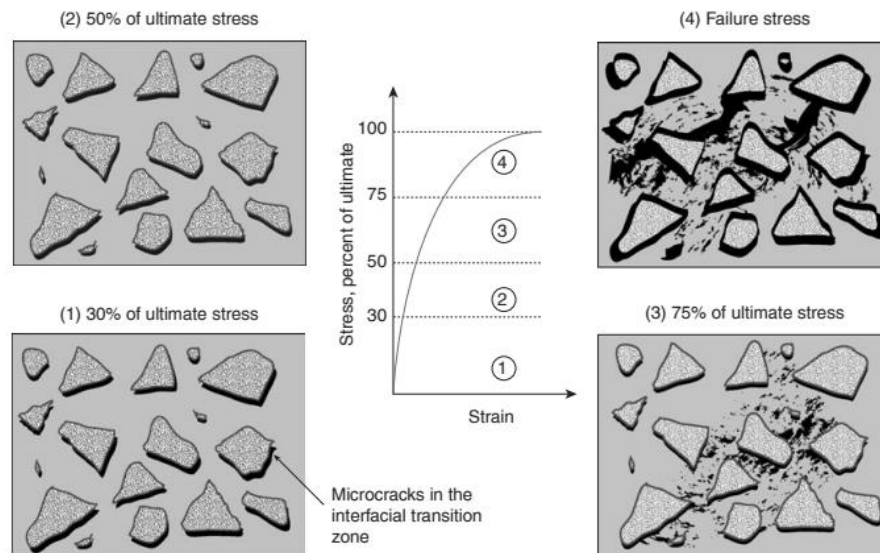 (2) 50% of ultimate stress
(4) Failure stress
Stress, percent of ultimate
100
75
50
30
4
3
2
1
Strain
(1) 30% of ultimate stress
(3) 75% of ultimate stress
Microcracks in the
interfacial transition
zone